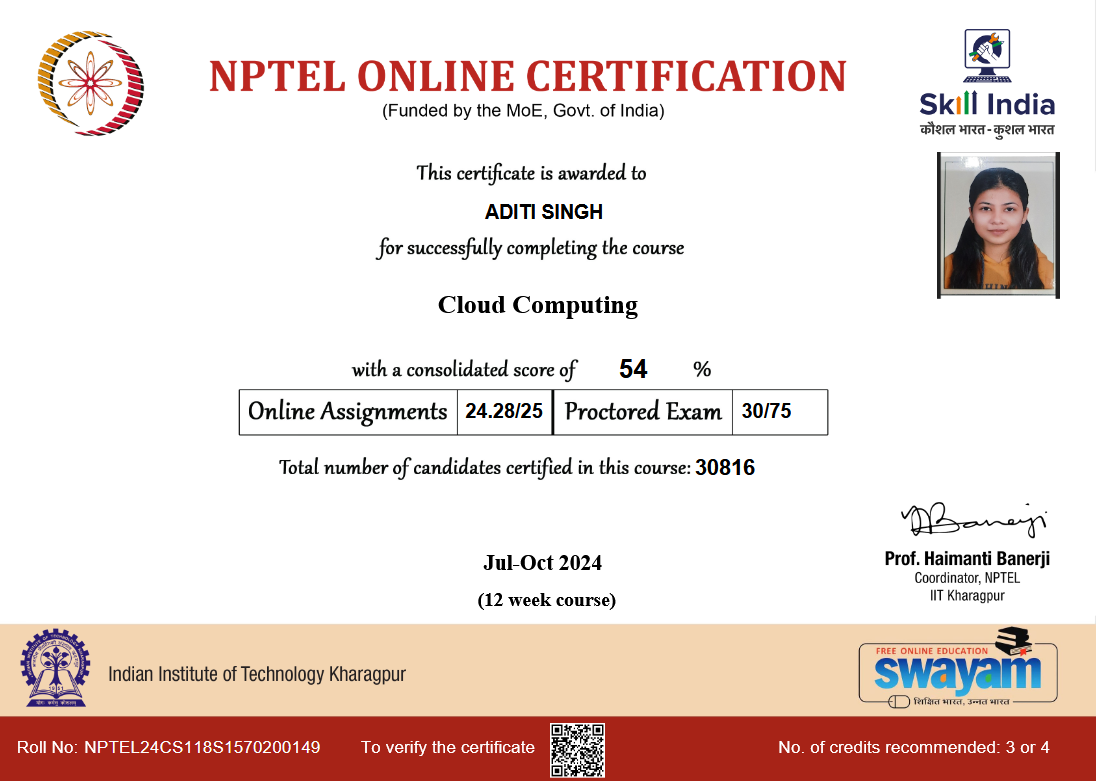 NPTEL ONLINE CERTIFICATION
(Funded by the MoE, Govt. of India)
Skill India
कौशल भारत - कुशल भारत
This certificate is awarded to
ADITI SINGH
for successfully completing the course
Cloud Computing
with a consolidated score of 54 %
Online Assignments 24.28/25 Proctored Exam 30/75
Total number of candidates certified in this course: 30816
Banerji
Prof. Haimanti Banerji
Coordinator, NPTEL
IIT Kharagpur
Jul-Oct 2024
(12 week course)
Indian Institute of Technology Kharagpur
FREE ONLINE EDUCATION
swayam
शिक्षित भारत, उन्नत भारत
Roll No: NPTEL24CS118S1570200149 To verify the certificate No. of credits recommended: 3 or 4